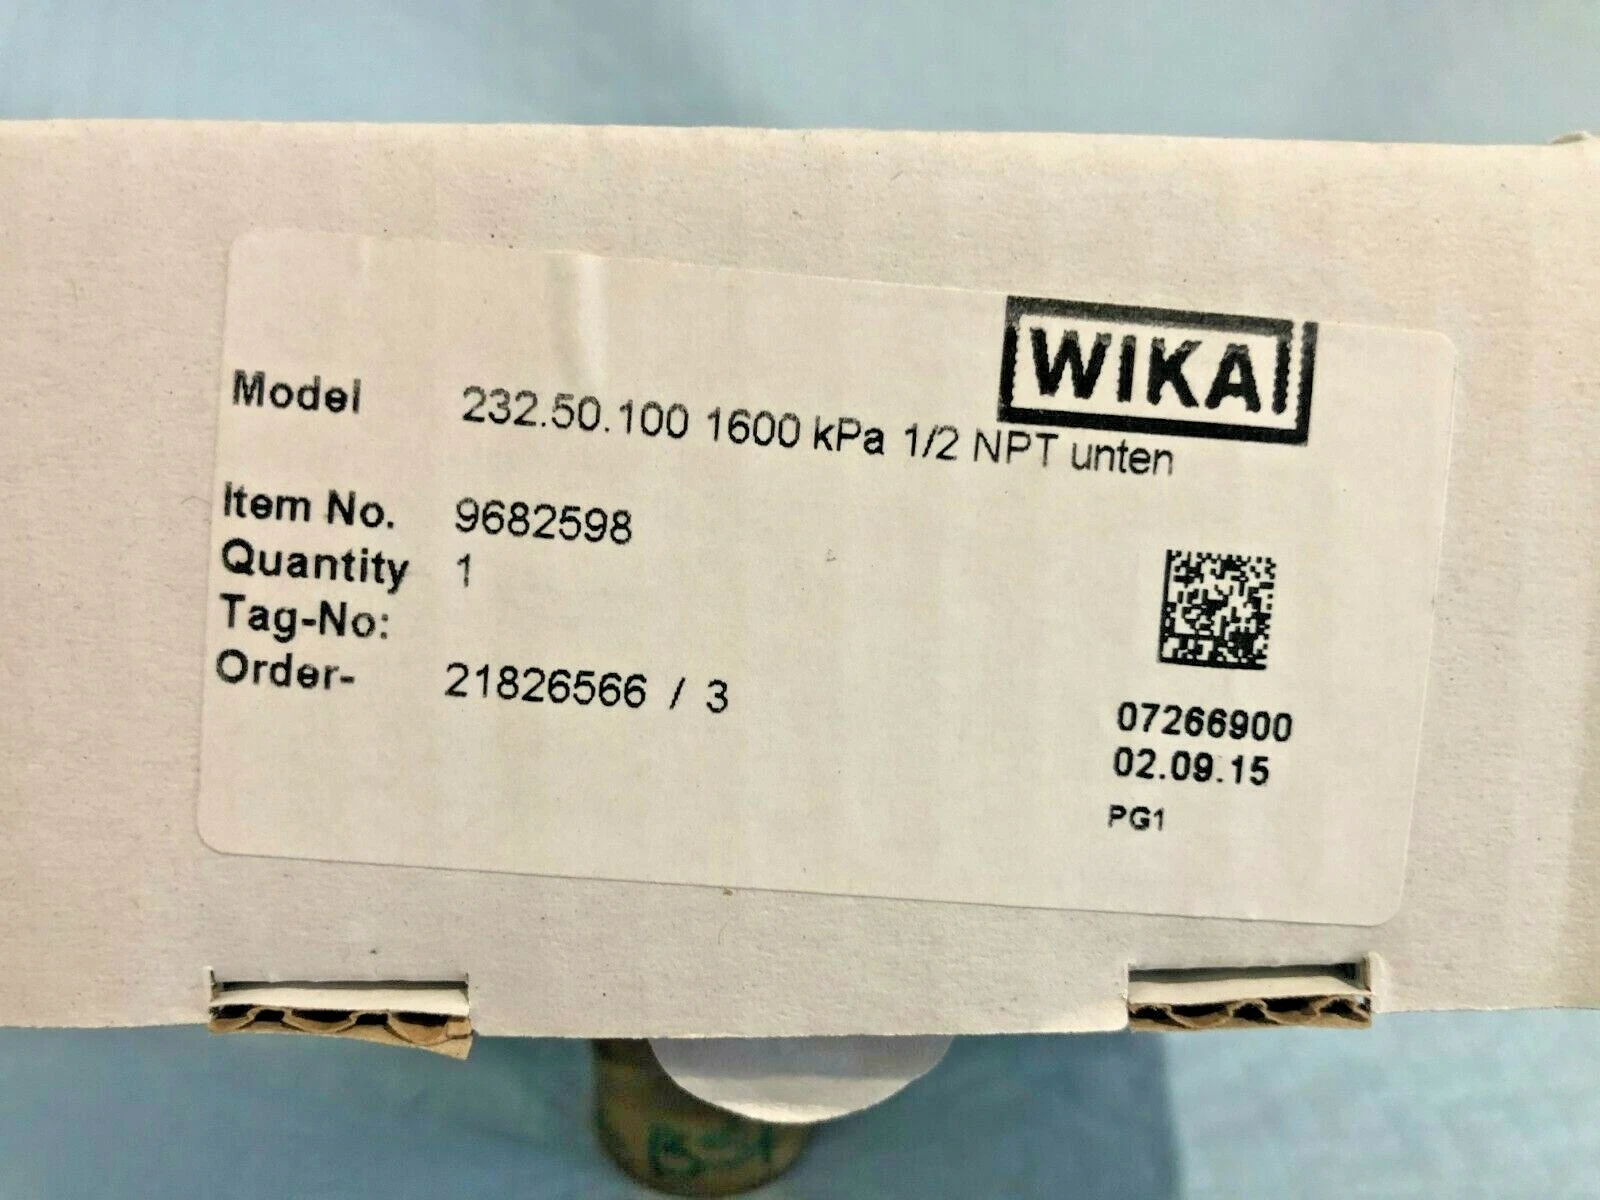 WIKA
Model 232.50.100 1600 kPa 1/2 NPT unten
Item No. 9682598
Quantity 1
Tag-No:
Order- 21826566 / 3
07266900
02.09.15
PG1